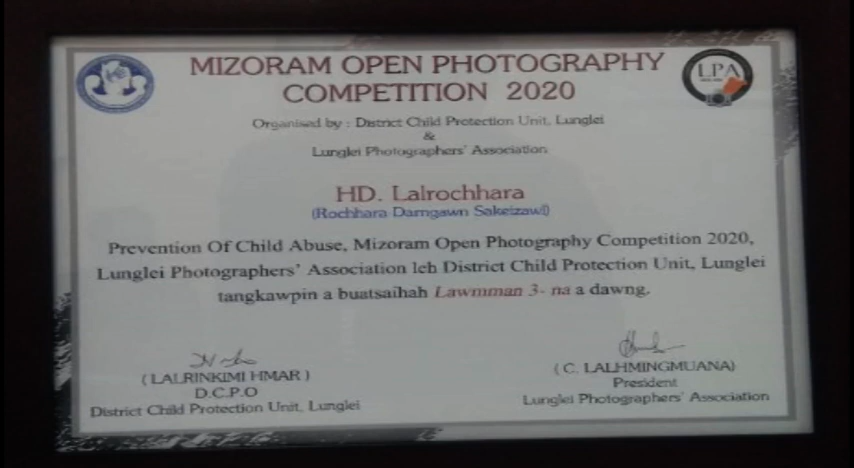 MIZORAM OPEN PHOTOGRAPHY
COMPETITION 2020
LPA
Organised by : District Child Protection Unit, Lunglei
&
Lunglei Photographers' Association
HD. Lalrochhara
(Rochhara Darngawn Sakeizawl)
Prevention Of Child Abuse, Mizoram Open Photography Competition 2020,
Lunglei Photographers' Association leh District Child Protection Unit, Lunglei
tangkawpin a buatsaihah Lawmman 3- na a dawng.
( LALRINKIMI HMAR )
D.C.P.O
District Child Protection Unit, Lunglei
( C. LALHMINGMUANA)
President
Lunglei Photographers' Association